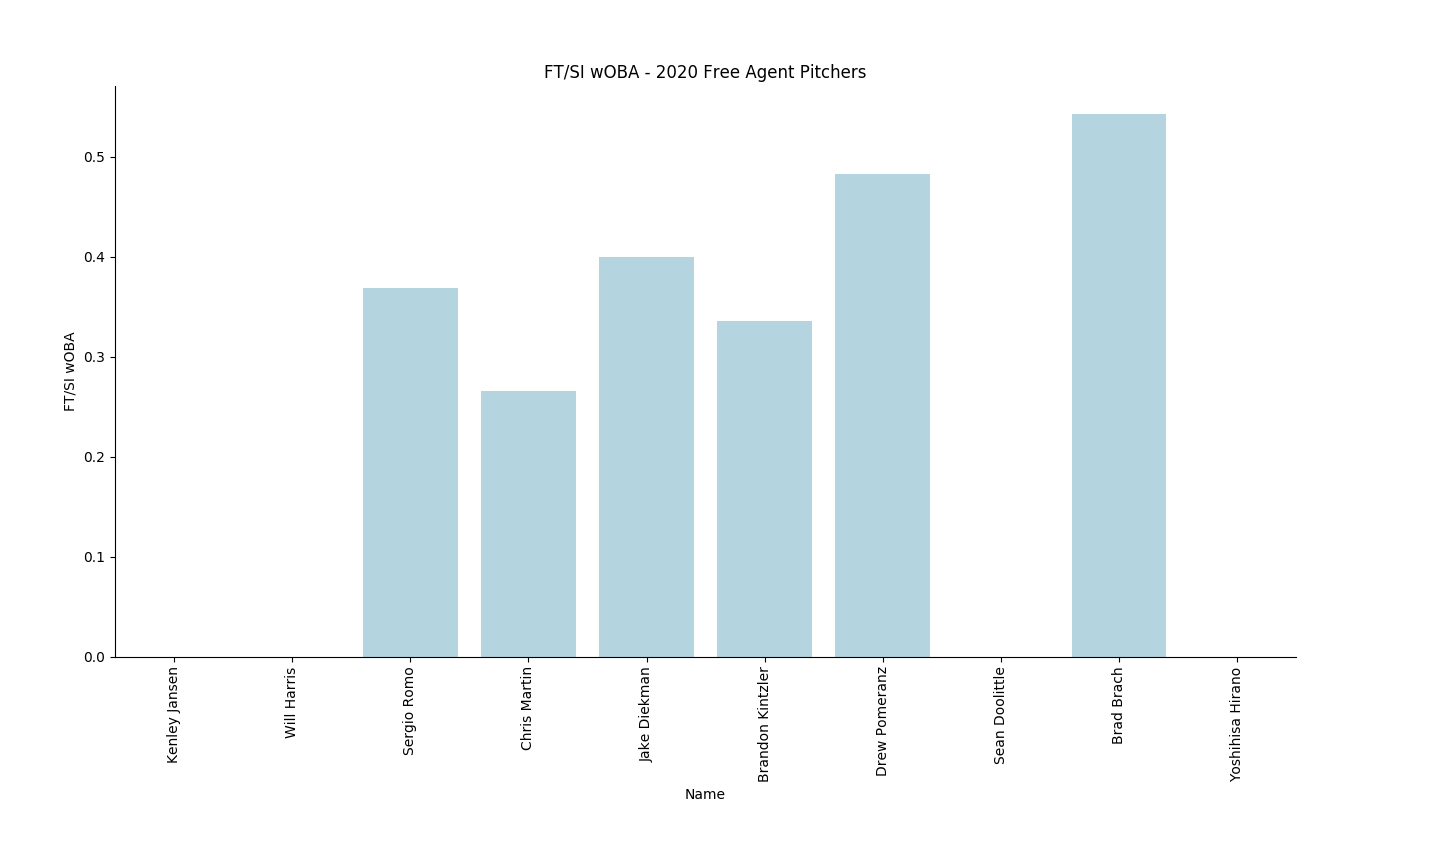 FT/SI wOBA - 2020 Free Agent Pitchers
FT/SI wOBA
0.5
0.4
0.3
0.2
0.1
0.0
Kenley Jansen
Will Harris
Sergio Romo
Chris Martin
Jake Diekman
Brandon Kintzler
Drew Pomeranz
Sean Doolittle
Brad Brach
Yoshihisa Hirano
Name